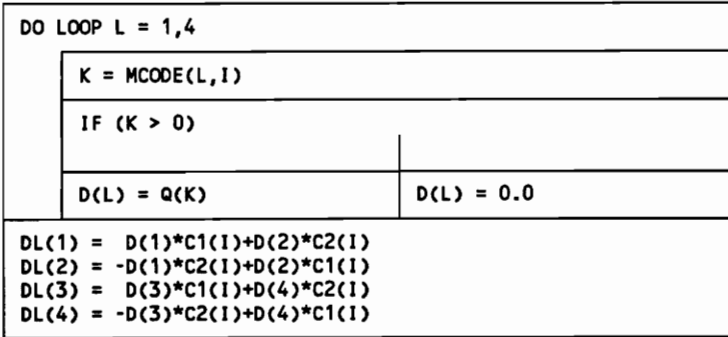 DO LOOP L = 1,4
K = MCODE(L,I)
IF (K > 0)
D(L) = Q(K)
D(L) = 0.0
DL(1) =  D(1)*C1(I)+D(2)*C2(I)
DL(2) = -D(1)*C2(I)+D(2)*C1(I)
DL(3) =  D(3)*C1(I)+D(4)*C2(I)
DL(4) = -D(3)*C2(I)+D(4)*C1(I)